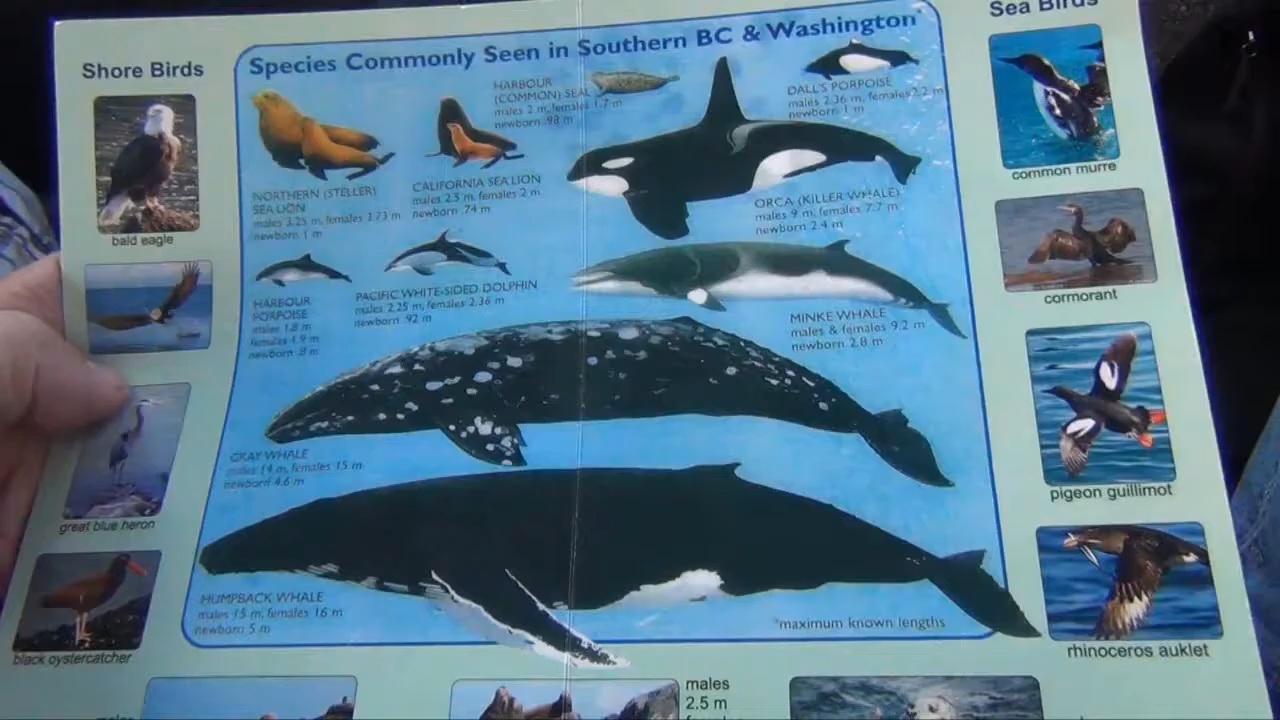 Shore Birds
bald eagle
great blue heron
black oystercatcher
Species Commonly Seen in Southern BC & Washington*
NORTHERN (STELLER)
SEA LION
males 3.25 m, females 2.73 m
newborn 1 m
CALIFORNIA SEA LION
males 2.5 m, females 2 m
newborn .74 m
HARBOUR
(COMMON) SEAL
males 2 m, females 1.7 m
newborn .98 m
DALL'S PORPOISE
males 2.36 m, females 2.2 m
newborn 1 m
ORCA (KILLER WHALE)
males 9 m, females 7.7 m
newborn 2.4 m
HARBOUR
PORPOISE
males 1.8 m
females 1.9 m
newborn .8 m
PACIFIC WHITE-SIDED DOLPHIN
males 2.25 m, females 2.36 m
newborn .92 m
MINKE WHALE
males & females 9.2 m
newborn 2.8 m
GRAY WHALE
males 14 m, females 15 m
newborn 4.6 m
HUMPBACK WHALE
males 15 m, females 16 m
newborn 5 m
*maximum known lengths
Sea Birds
common murre
cormorant
pigeon guillimot
rhinoceros auklet
males
2.5 m